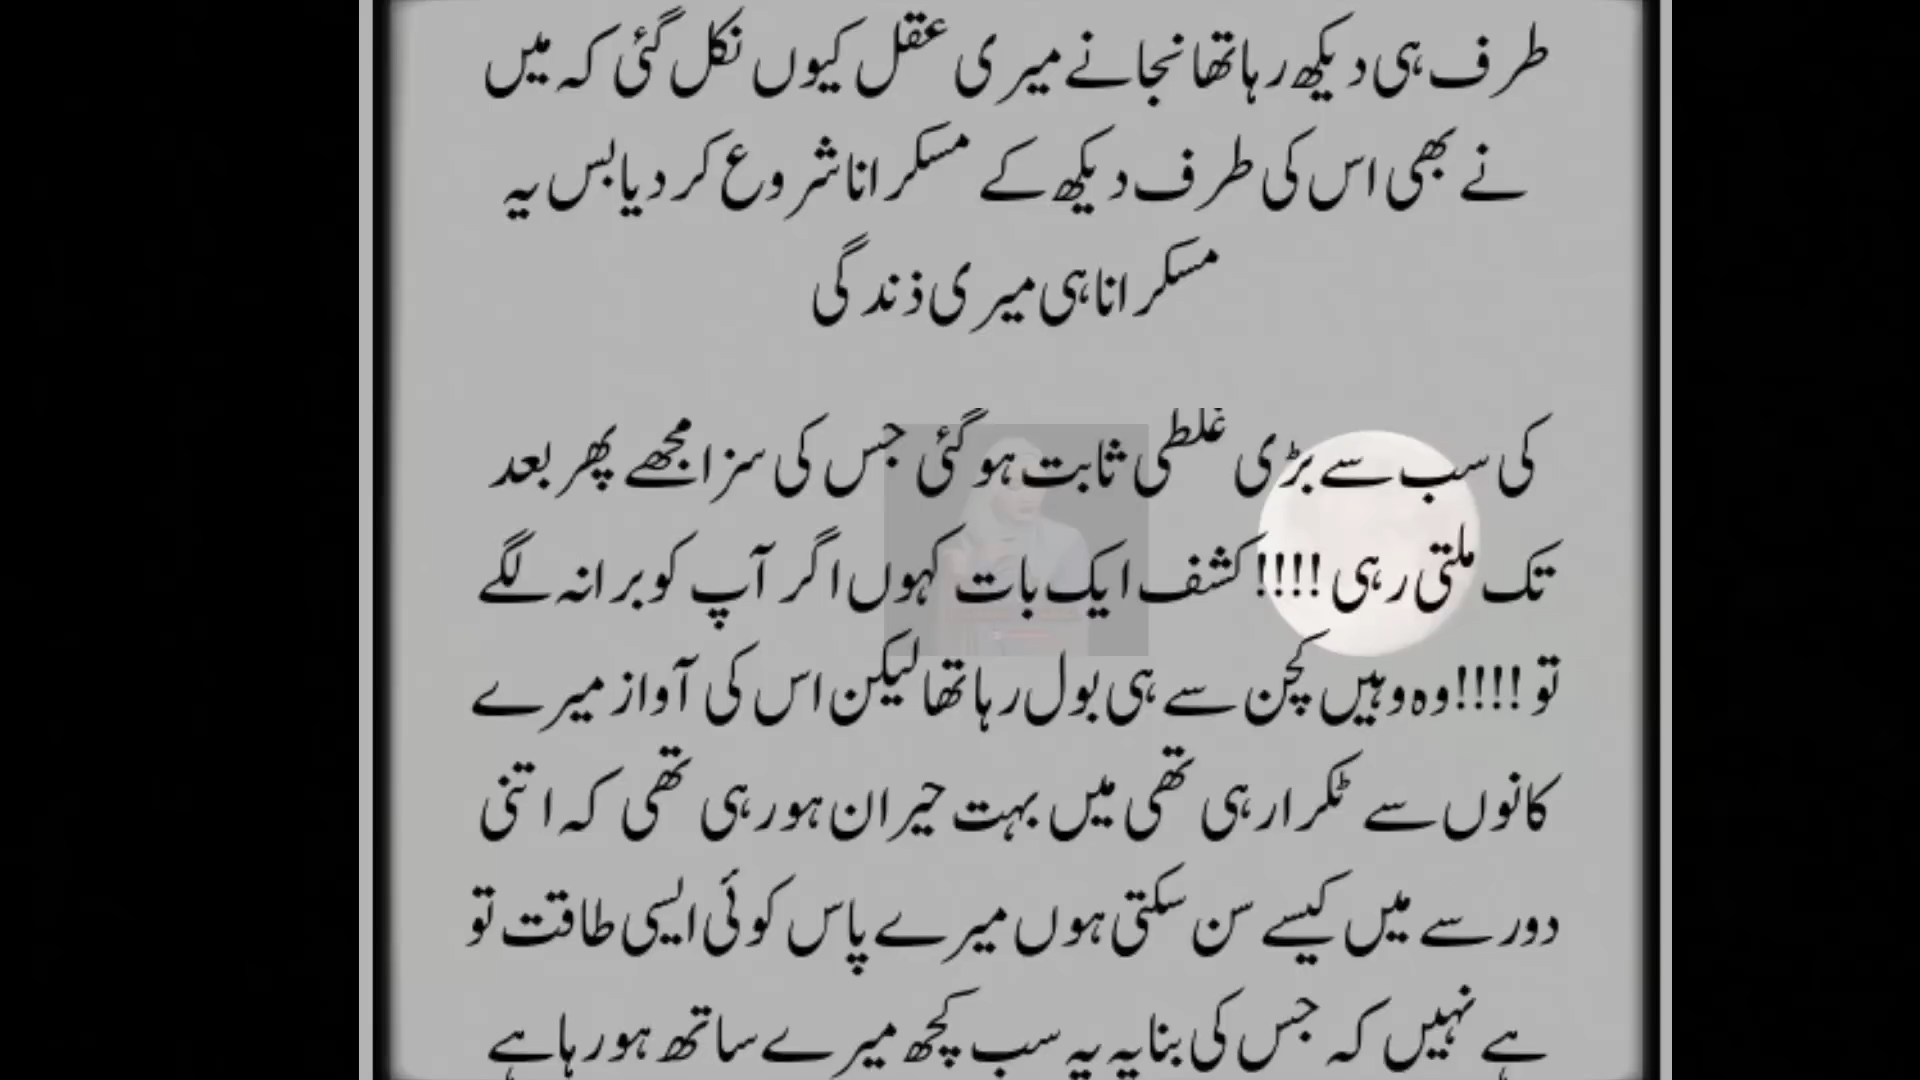 طرف ہی دیکھ رہا تھا نجانے میری عقل کیوں نکل گئی کہ میں
نے بھی اس کی طرف دیکھ کے مسکرانا شروع کر دیا بس یہ
مسکرانا ہی میری ذندگی
کی سب سے بڑی غلطی ثابت ہو گئی جس کی سزا مجھے پھر بعد
تک ملتی رہی !!!! کشف ایک بات کہوں اگر آپ کو برا نہ لگے
تو !!!! وہ وہیں کچن سے ہی بول رہا تھا لیکن اس کی آواز میرے
کانوں سے ٹکرا رہی تھی میں بہت حیران ہو رہی تھی کہ اتنی
دور سے میں کیسے سن سکتی ہوں میرے پاس کوئی ایسی طاقت تو
ہے نہیں کہ جس کی بنا پہ یہ سب کچھ میرے ساتھ ہو رہا ہے